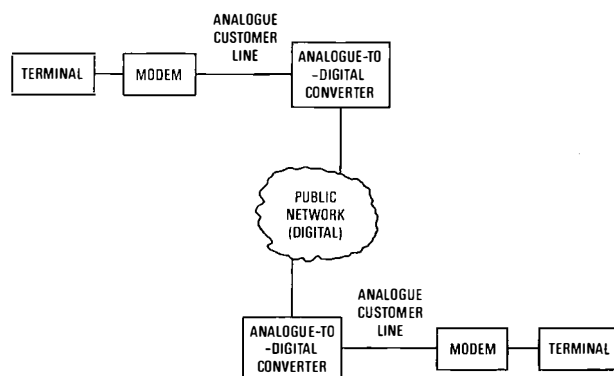 ANALOGUE
CUSTOMER
LINE
TERMINAL
MODEM
ANALOGUE-TO
-DIGITAL
CONVERTER
PUBLIC
NETWORK
(DIGITAL)
ANALOGUE-TO
-DIGITAL
CONVERTER
ANALOGUE
CUSTOMER
LINE
MODEM
TERMINAL